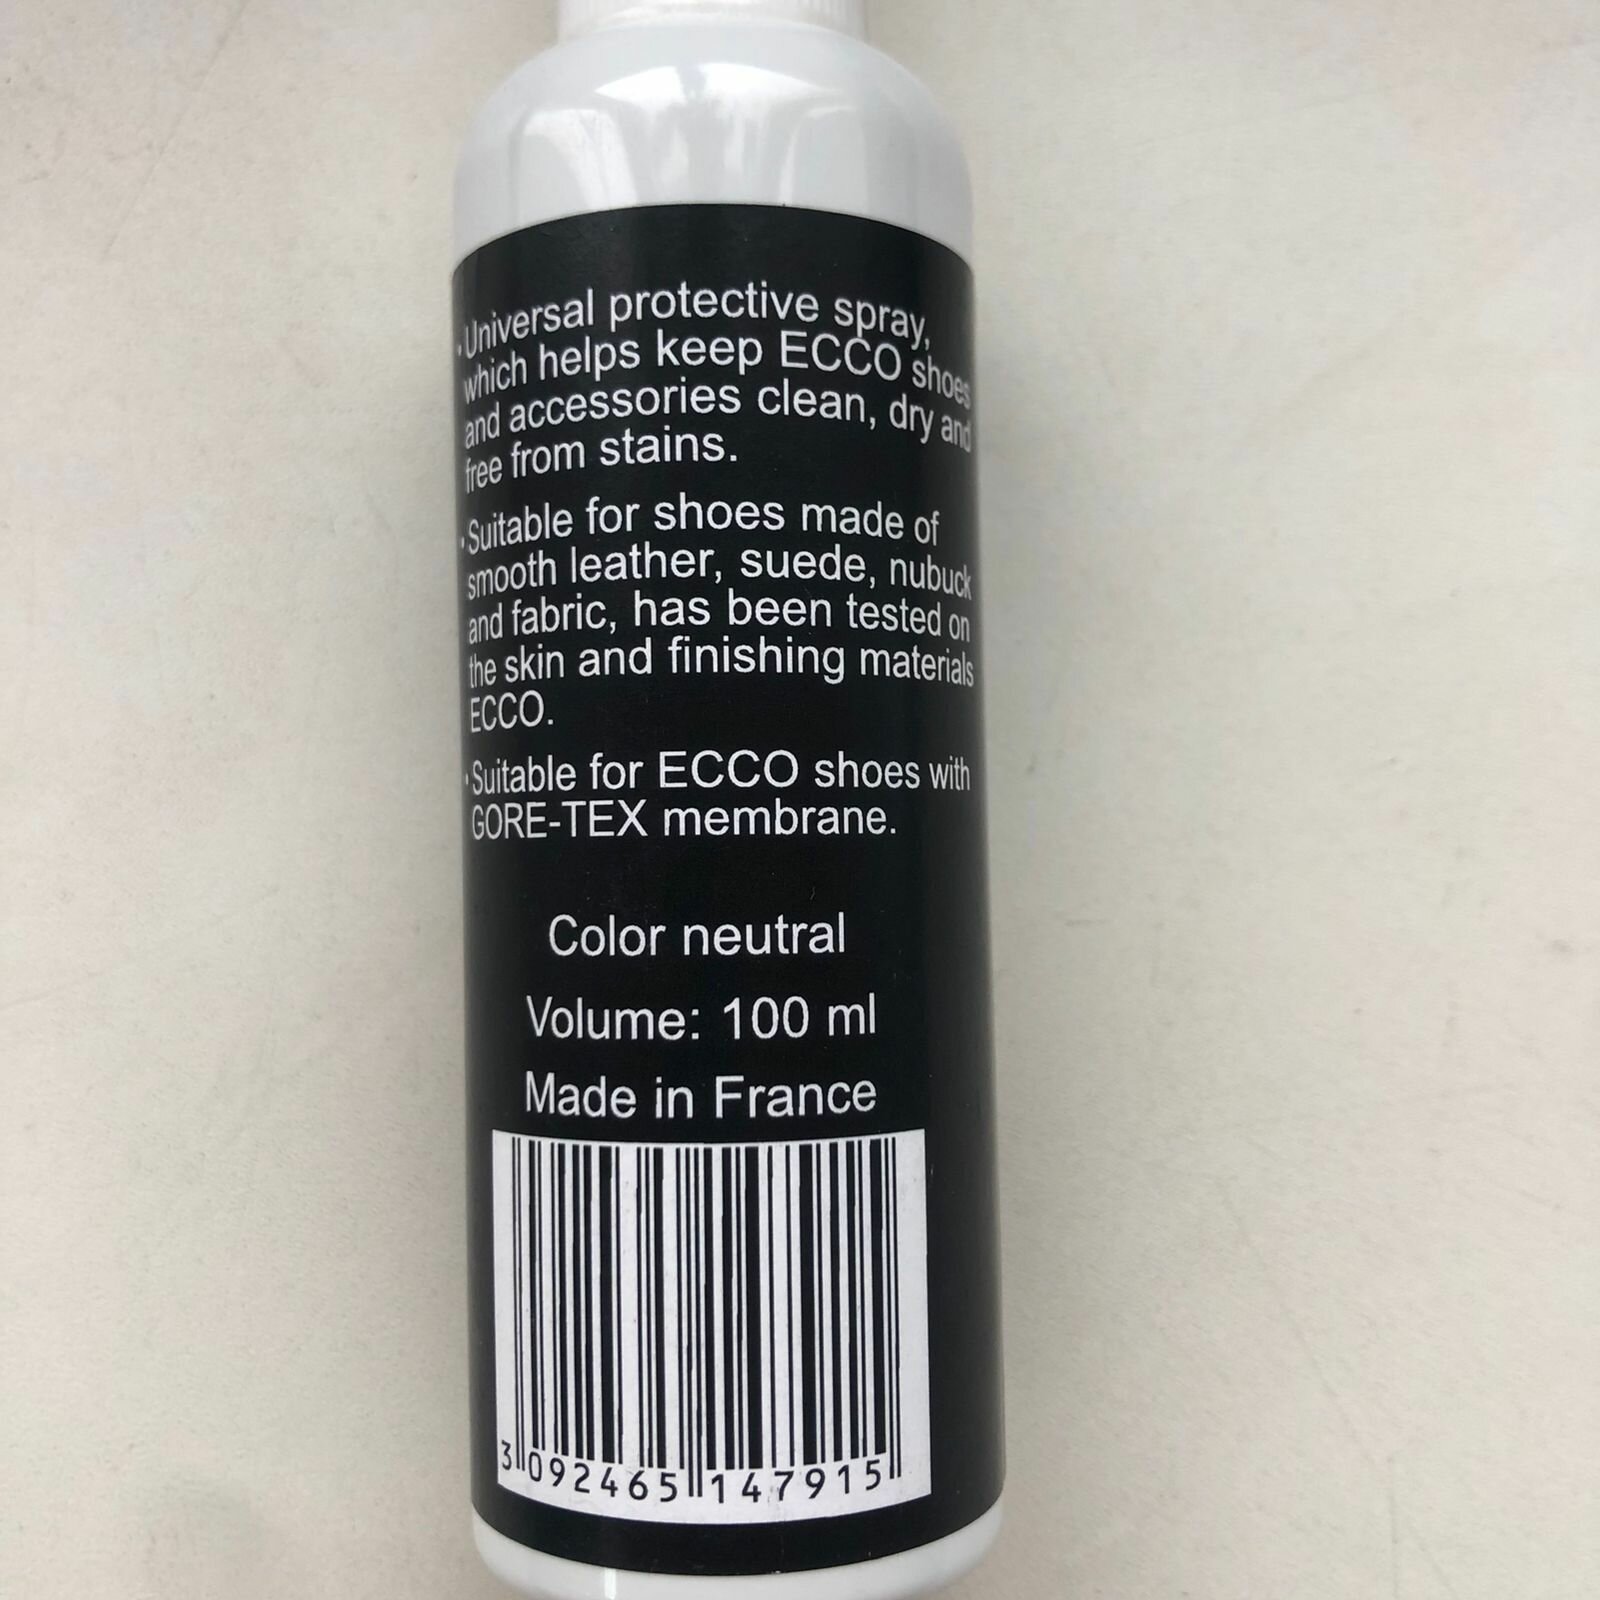 ·Universal protective spray,
which helps keep ECCO shoes
and accessories clean, dry and
free from stains.
·Suitable for shoes made of
smooth leather, suede, nubuck
and fabric, has been tested on
the skin and finishing materials
ECCO.
·Suitable for ECCO shoes with
GORE-TEX membrane.
Color neutral
Volume: 100 ml
Made in France
3 092465 147915